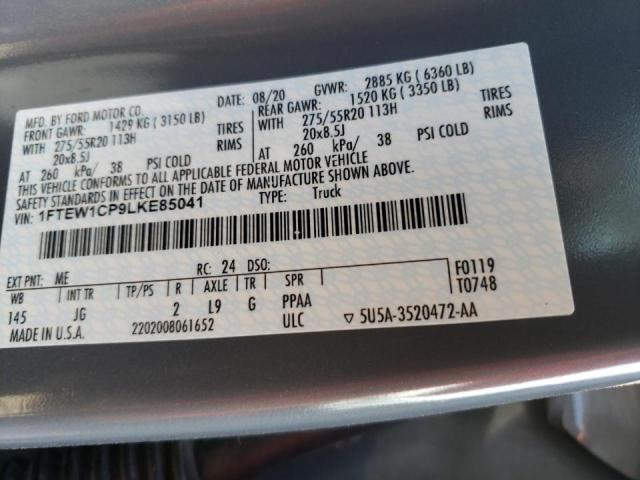 MFD. BY FORD MOTOR CO.
DATE: 08/20 GVWR: 2885 KG ( 6360 LB)
FRONT GAWR: 1429 KG ( 3150 LB)
REAR GAWR: 1520 KG ( 3350 LB)
WITH 275/55R20 113H TIRES
WITH 275/55R20 113H TIRES
20x8.5J RIMS
20x8.5J RIMS
AT 260 kPa/ 38 PSI COLD
AT 260 kPa/ 38 PSI COLD
THIS VEHICLE CONFORMS TO ALL APPLICABLE FEDERAL MOTOR VEHICLE
SAFETY STANDARDS IN EFFECT ON THE DATE OF MANUFACTURE SHOWN ABOVE.
VIN: 1FTEW1CP9LKE85041
TYPE: Truck
EXT PNT: ME RC: 24 DSO:
F0119
T0748
WB INT TR TP/PS R AXLE TR SPR
145 JG 2 L9 G PPAA
MADE IN U.S.A. 2202008061652 ULC ▽ 5U5A-3520472-AA